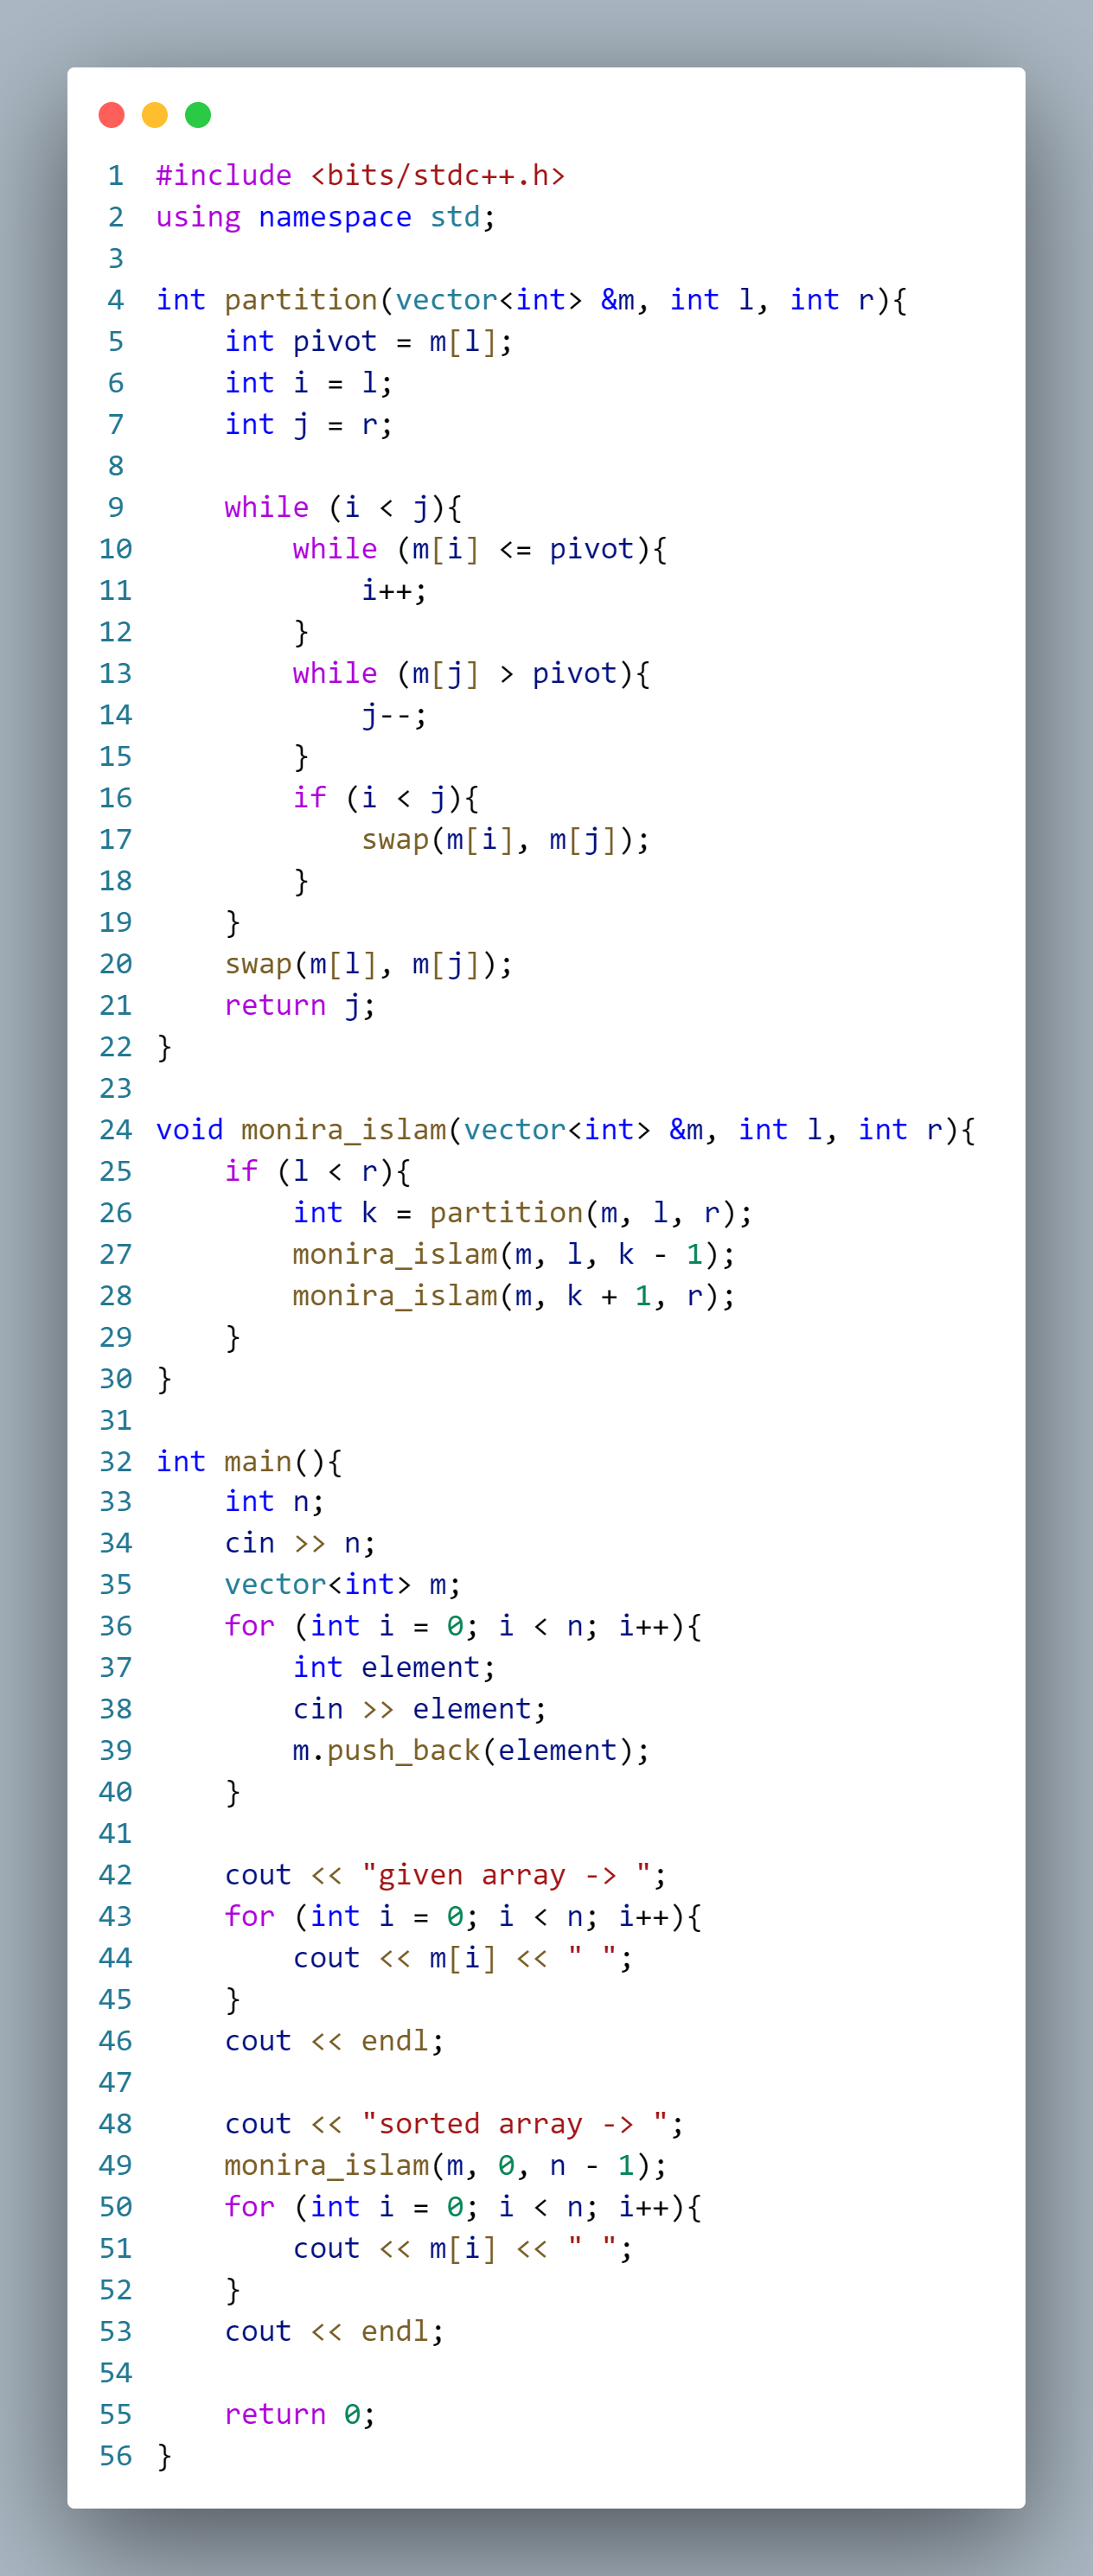 1 #include <bits/stdc++.h>
2 using namespace std;
3
4 int partition(vector<int> &m, int l, int r){
5     int pivot = m[l];
6     int i = l;
7     int j = r;
8
9     while (i < j){
10         while (m[i] <= pivot){
11             i++;
12         }
13         while (m[j] > pivot){
14             j--;
15         }
16         if (i < j){
17             swap(m[i], m[j]);
18         }
19     }
20     swap(m[l], m[j]);
21     return j;
22 }
23
24 void monira_islam(vector<int> &m, int l, int r){
25     if (l < r){
26         int k = partition(m, l, r);
27         monira_islam(m, l, k - 1);
28         monira_islam(m, k + 1, r);
29     }
30 }
31
32 int main(){
33     int n;
34     cin >> n;
35     vector<int> m;
36     for (int i = 0; i < n; i++){
37         int element;
38         cin >> element;
39         m.push_back(element);
40     }
41
42     cout << "given array -> ";
43     for (int i = 0; i < n; i++){
44         cout << m[i] << " ";
45     }
46     cout << endl;
47
48     cout << "sorted array -> ";
49     monira_islam(m, 0, n - 1);
50     for (int i = 0; i < n; i++){
51         cout << m[i] << " ";
52     }
53     cout << endl;
54
55     return 0;
56 }